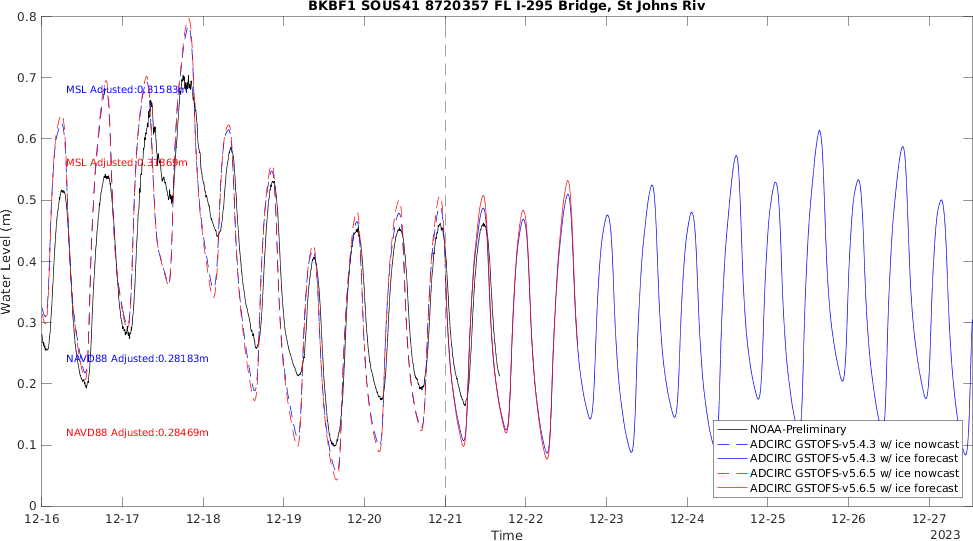 BKBF1 SOUS41 8720357 FL I-295 Bridge, St Johns Riv
Water Level (m)
0.8
0.7
0.6
0.5
0.4
0.3
0.2
0.1
0
MSL Adjusted:0.31583m
MSL Adjusted:0.31869m
NAVD88 Adjusted:0.28183m
NAVD88 Adjusted:0.28469m
NOAA-Preliminary
ADCIRC GSTOFS-v5.4.3 w/ ice nowcast
ADCIRC GSTOFS-v5.4.3 w/ ice forecast
ADCIRC GSTOFS-v5.6.5 w/ ice nowcast
ADCIRC GSTOFS-v5.6.5 w/ ice forecast
12-16 12-17 12-18 12-19 12-20 12-21 12-22 12-23 12-24 12-25 12-26 12-27
Time
2023